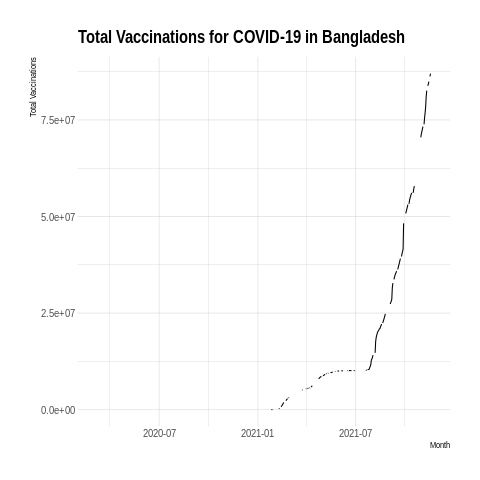 Total Vaccinations for COVID-19 in Bangladesh
Total Vaccinations
7.5e+07
5.0e+07
2.5e+07
0.0e+00
2020-07 2021-01 2021-07
Month